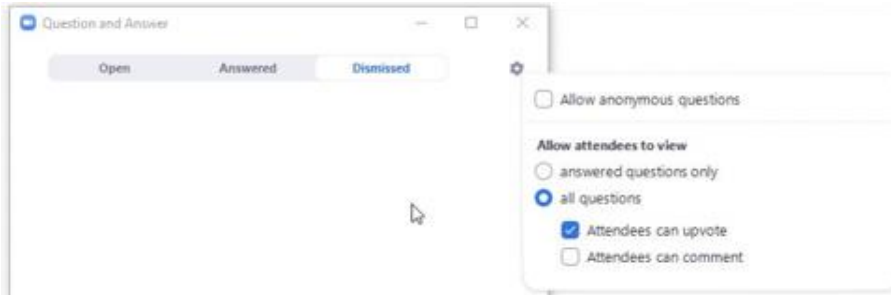 Question and Answer
Open Answered Dismissed
Allow anonymous questions
Allow attendees to view
answered questions only
all questions
Attendees can upvote
Attendees can comment